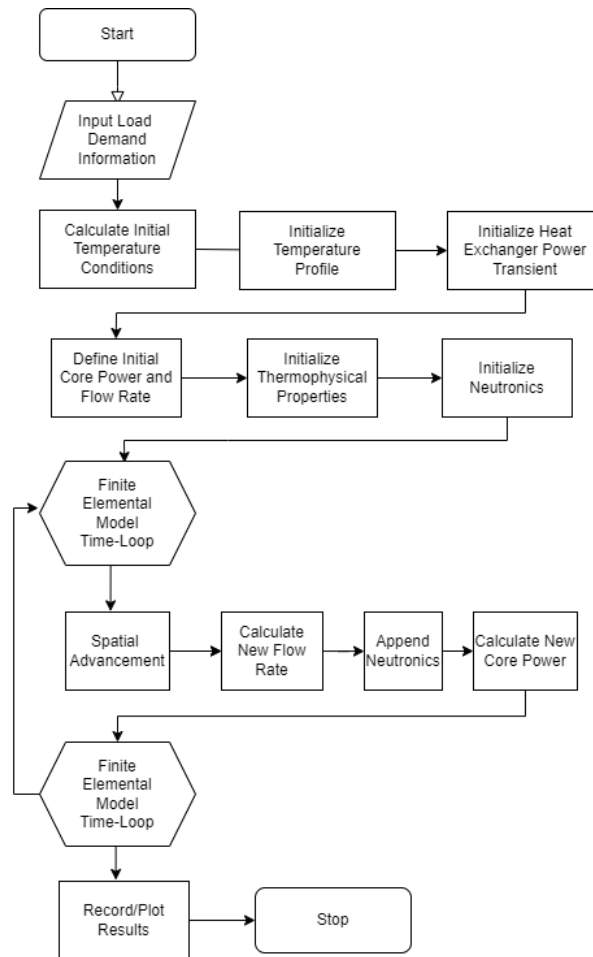 Start
Input Load
Demand
Information
Calculate Initial
Temperature
Conditions
Initialize
Temperature
Profile
Initialize Heat
Exchanger Power
Transient
Define Initial
Core Power and
Flow Rate
Initialize
Thermophysical
Properties
Initialize
Neutronics
Finite
Elemental
Model
Time-Loop
Spatial
Advancement
Calculate
New Flow
Rate
Append
Neutronics
Calculate New
Core Power
Finite
Elemental
Model
Time-Loop
Record/Plot
Results
Stop